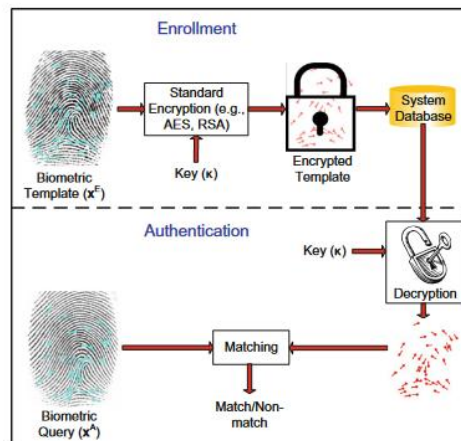 Enrollment
Standard
Encryption (e.g.,
AES, RSA)
System
Database
Encrypted
Template
Key (κ)
Biometric
Template (x^E)
Authentication
Key (κ)
Decryption
Matching
Match/Non-
match
Biometric
Query (x^A)